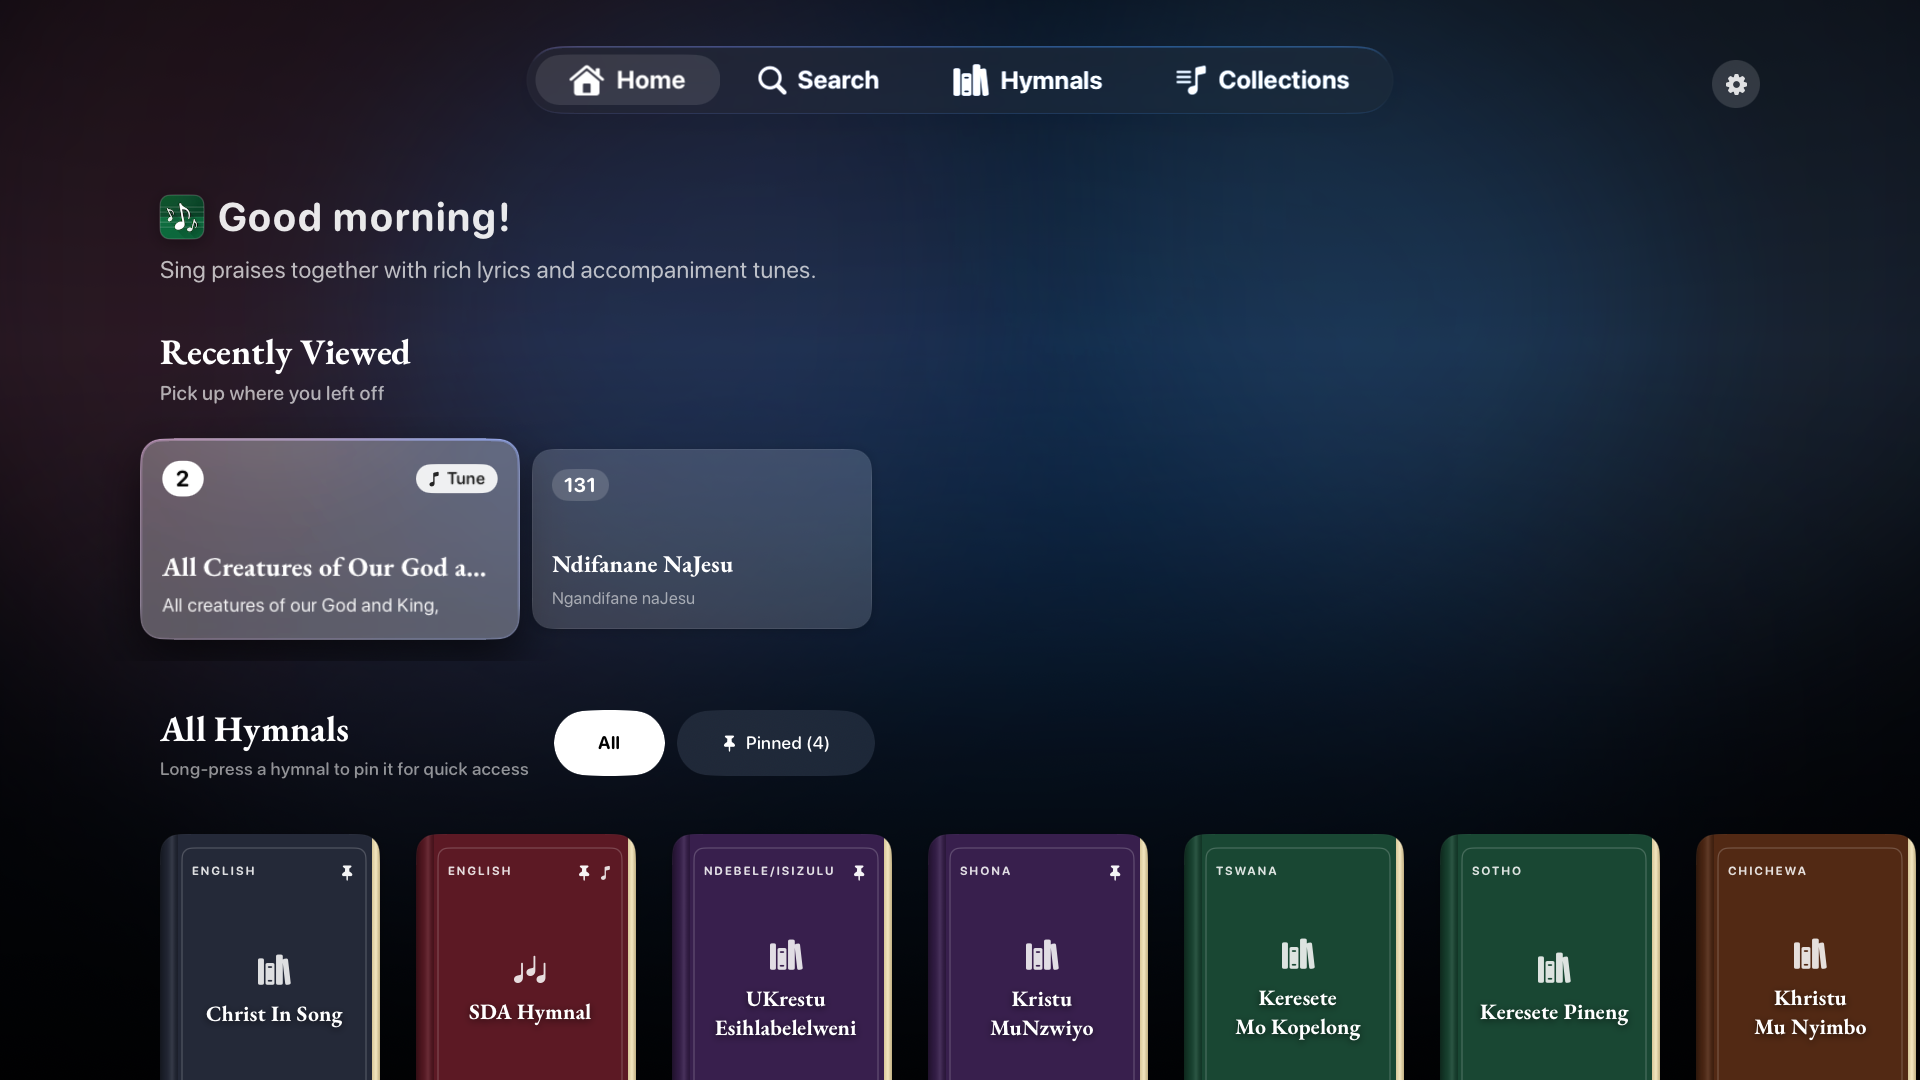 Home
Search
Hymnals
Collections
Good morning!
Sing praises together with rich lyrics and accompaniment tunes.
Recently Viewed
Pick up where you left off
2
Tune
All Creatures of Our God a...
All creatures of our God and King,
131
Ndifanane NaJesu
Ngandifane naJesu
All Hymnals
Long-press a hymnal to pin it for quick access
All
Pinned (4)
ENGLISH
Christ In Song
ENGLISH
SDA Hymnal
NDEBELE/ISIZULU
UKrestu
Esihlabelelweni
SHONA
Kristu
MuNzwiyo
TSWANA
Keresete
Mo Kopelong
SOTHO
Keresete Pineng
CHICHEWA
Khristu
Mu Nyimbo